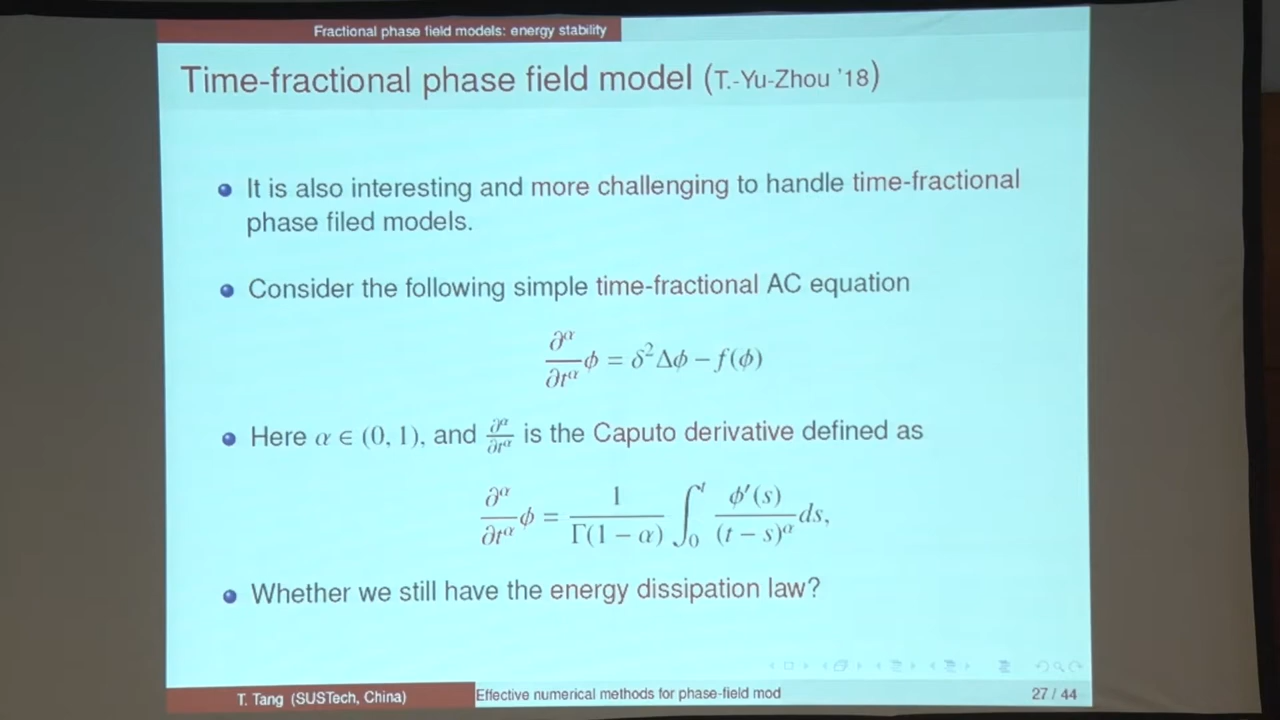 Fractional phase field models: energy stability
Time-fractional phase field model (T.-Yu-Zhou '18)
It is also interesting and more challenging to handle time-fractional
phase filed models.
Consider the following simple time-fractional AC equation
∂^α/∂t^α ϕ = δ²Δϕ − f(ϕ)
Here α ∈ (0, 1), and ∂^α/∂t^α is the Caputo derivative defined as
∂^α/∂t^α ϕ = 1/Γ(1 − α) ∫₀^t ϕ′(s)/(t − s)^α ds,
Whether we still have the energy dissipation law?
T. Tang (SUSTech, China)
Effective numerical methods for phase-field mod
27 / 44